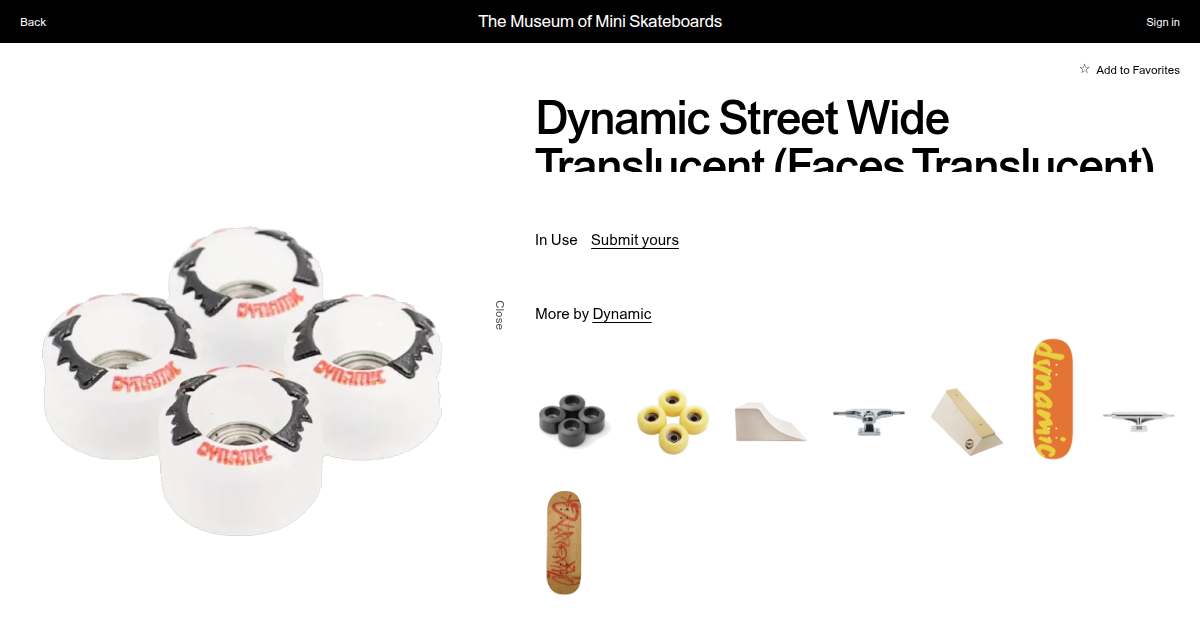 Back
The Museum of Mini Skateboards
Sign in
☆ Add to Favorites
Dynamic Street Wide
Translucent (Faces Translucent)
In Use Submit yours
Close
More by Dynamic
DYNAMIC
DYNAMIC
DYNAMIC
DYNAMIC
dynamic